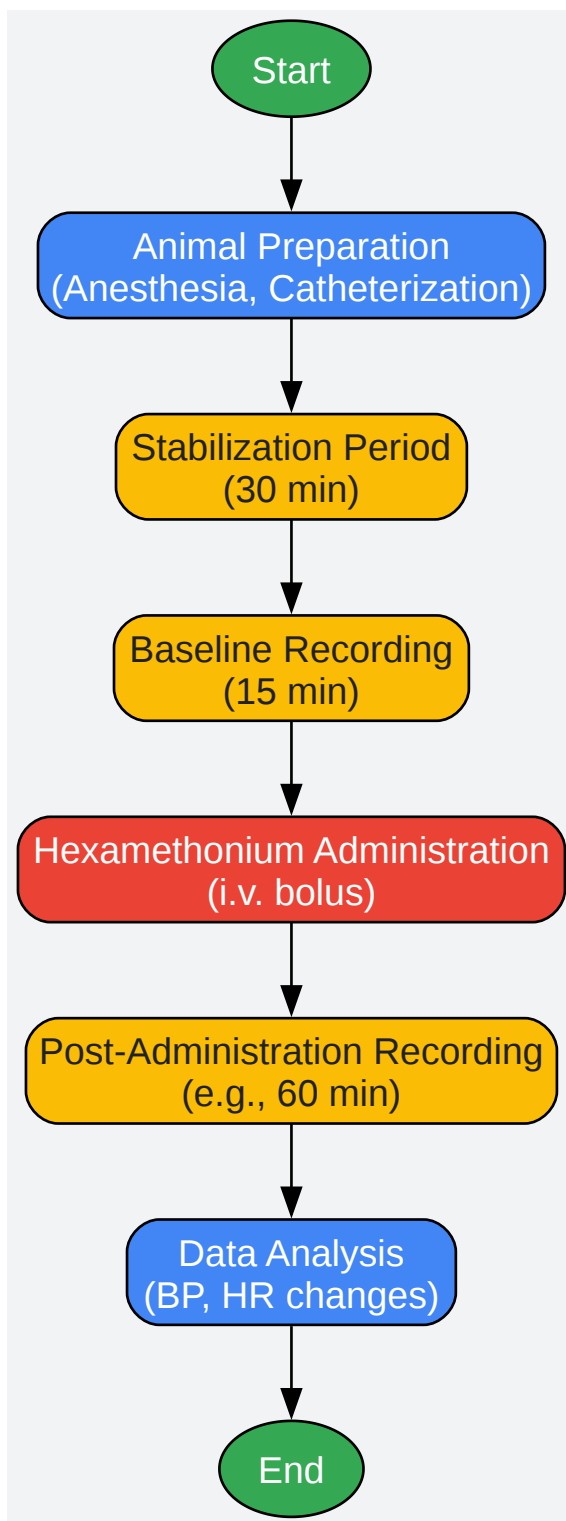 Start
Animal Preparation
(Anesthesia, Catheterization)
Stabilization Period
(30 min)
Baseline Recording
(15 min)
Hexamethonium Administration
(i.v. bolus)
Post-Administration Recording
(e.g., 60 min)
Data Analysis
(BP, HR changes)
End